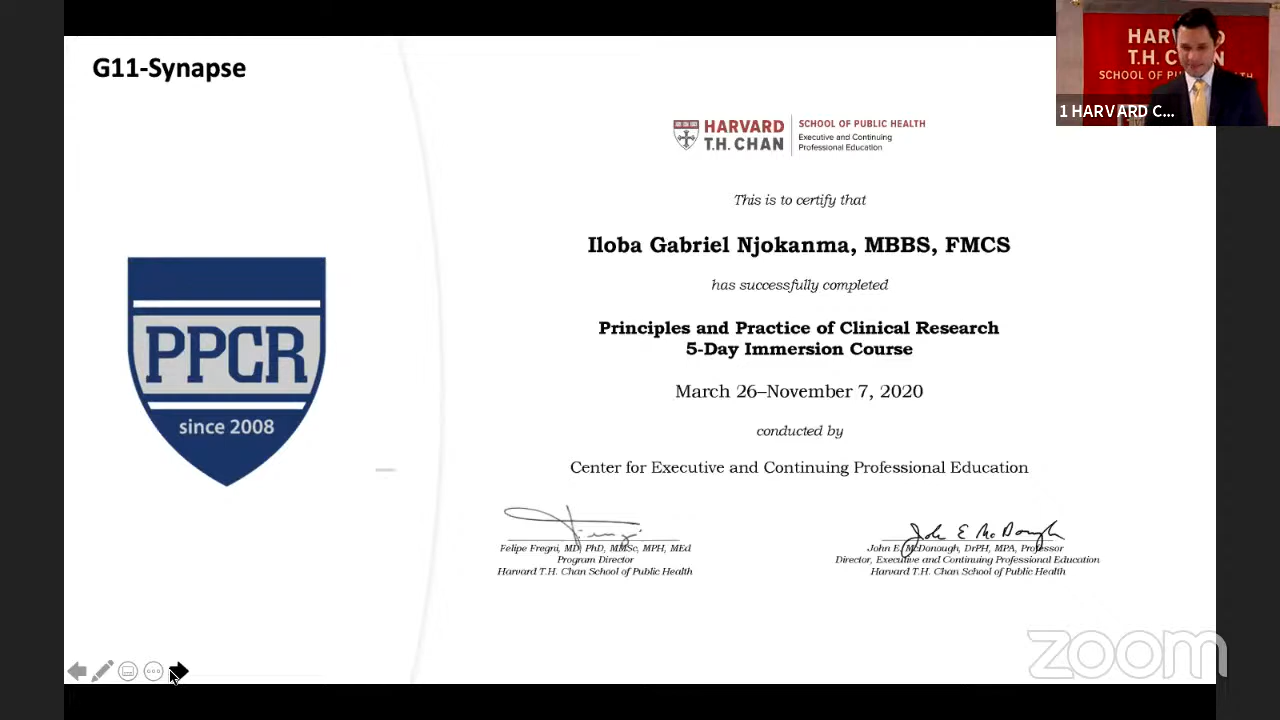 G11-Synapse
HARVARD
T.H. CHAN
SCHOOL OF PUBLIC HEALTH
Executive and Continuing
Professional Education
This is to certify that
Iloba Gabriel Njokanma, MBBS, FMCS
has successfully completed
Principles and Practice of Clinical Research
5-Day Immersion Course
March 26–November 7, 2020
conducted by
Center for Executive and Continuing Professional Education
John E McDonough
Felipe Fregni, MD, PhD, MMSc, MPH, MEd
Program Director
Harvard T.H. Chan School of Public Health
John E. McDonough, DrPH, MPA, Professor
Director, Executive and Continuing Professional Education
Harvard T.H. Chan School of Public Health
PPCR
since 2008
T.H.
SCHOOL OF
1 HARVARD C...
zoom